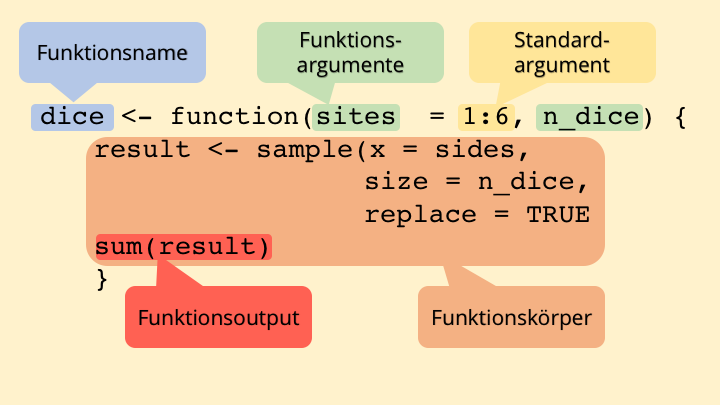 Funktionsname
Funktions-
argumente
Standard-
argument
dice <- function(sites = 1:6, n_dice) {
result <- sample(x = sides,
size = n_dice,
replace = TRUE
sum(result)
}
Funktionsoutput
Funktionskörper